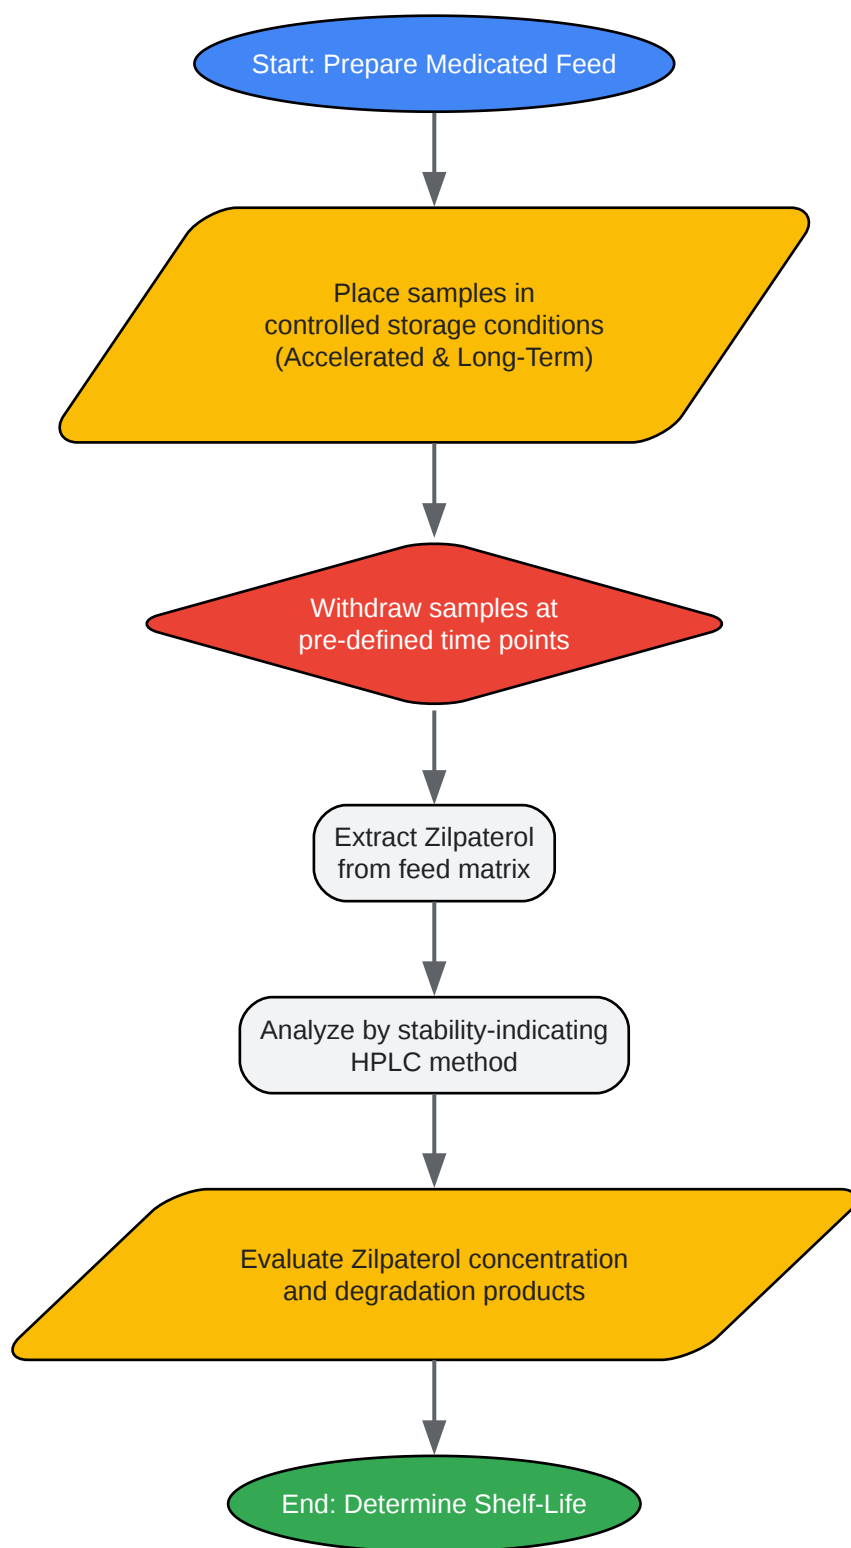 Start: Prepare Medicated Feed
Place samples in
controlled storage conditions
(Accelerated & Long-Term)
Withdraw samples at
pre-defined time points
Extract Zilpaterol
from feed matrix
Analyze by stability-indicating
HPLC method
Evaluate Zilpaterol concentration
and degradation products
End: Determine Shelf-Life